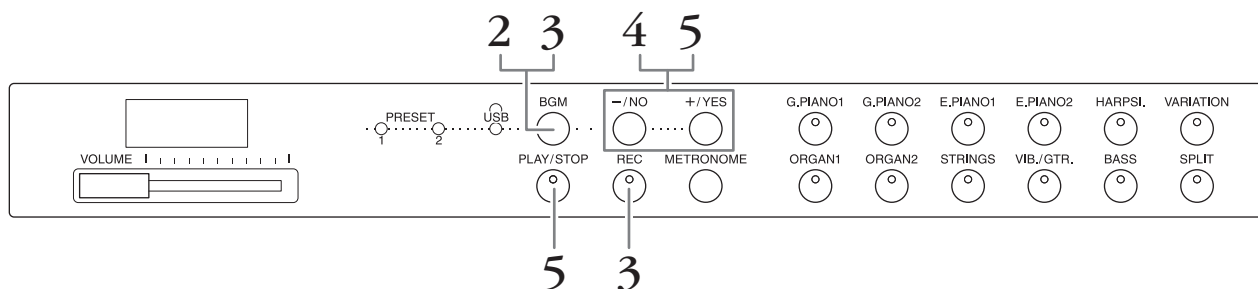 2 3 4 5
BGM −/NO +/YES G.PIANO1 G.PIANO2 E.PIANO1 E.PIANO2 HARPSI. VARIATION
PRESET USB
1 2
VOLUME PLAY/STOP REC METRONOME ORGAN1 ORGAN2 STRINGS VIB./GTR. BASS SPLIT
5 3